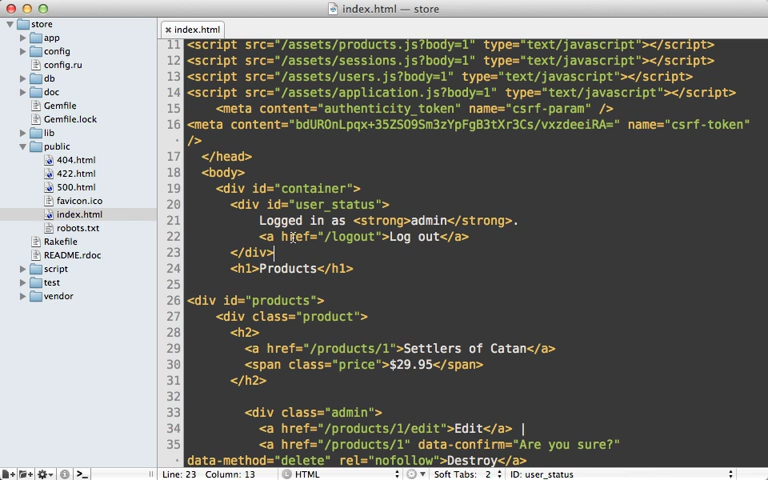 index.html — store
store
app
config
config.ru
db
doc
Gemfile
Gemfile.lock
lib
public
404.html
422.html
500.html
favicon.ico
index.html
robots.txt
Rakefile
README.rdoc
script
test
vendor
index.html
11 <script src="/assets/products.js?body=1" type="text/javascript"></script>
12 <script src="/assets/sessions.js?body=1" type="text/javascript"></script>
13 <script src="/assets/users.js?body=1" type="text/javascript"></script>
14 <script src="/assets/application.js?body=1" type="text/javascript"></script>
15 <meta content="authenticity_token" name="csrf-param" />
16 <meta content="bdUROnLpqx+35ZSO9Sm3zYpFgB3tXr3Cs/vxzdeeiRA=" name="csrf-token"
/>
17 </head>
18 <body>
19 <div id="container">
20 <div id="user_status">
21 Logged in as <strong>admin</strong>.
22 <a href="/logout">Log out</a>
23 </div>
24 <h1>Products</h1>
25
26 <div id="products">
27 <div class="product">
28 <h2>
29 <a href="/products/1">Settlers of Catan</a>
30 <span class="price">$29.95</span>
31 </h2>
32
33 <div class="admin">
34 <a href="/products/1/edit">Edit</a> |
35 <a href="/products/1" data-confirm="Are you sure?"
data-method="delete" rel="nofollow">Destroy</a>
Line: 23 Column: 13 HTML Soft Tabs: 2 ID: user_status